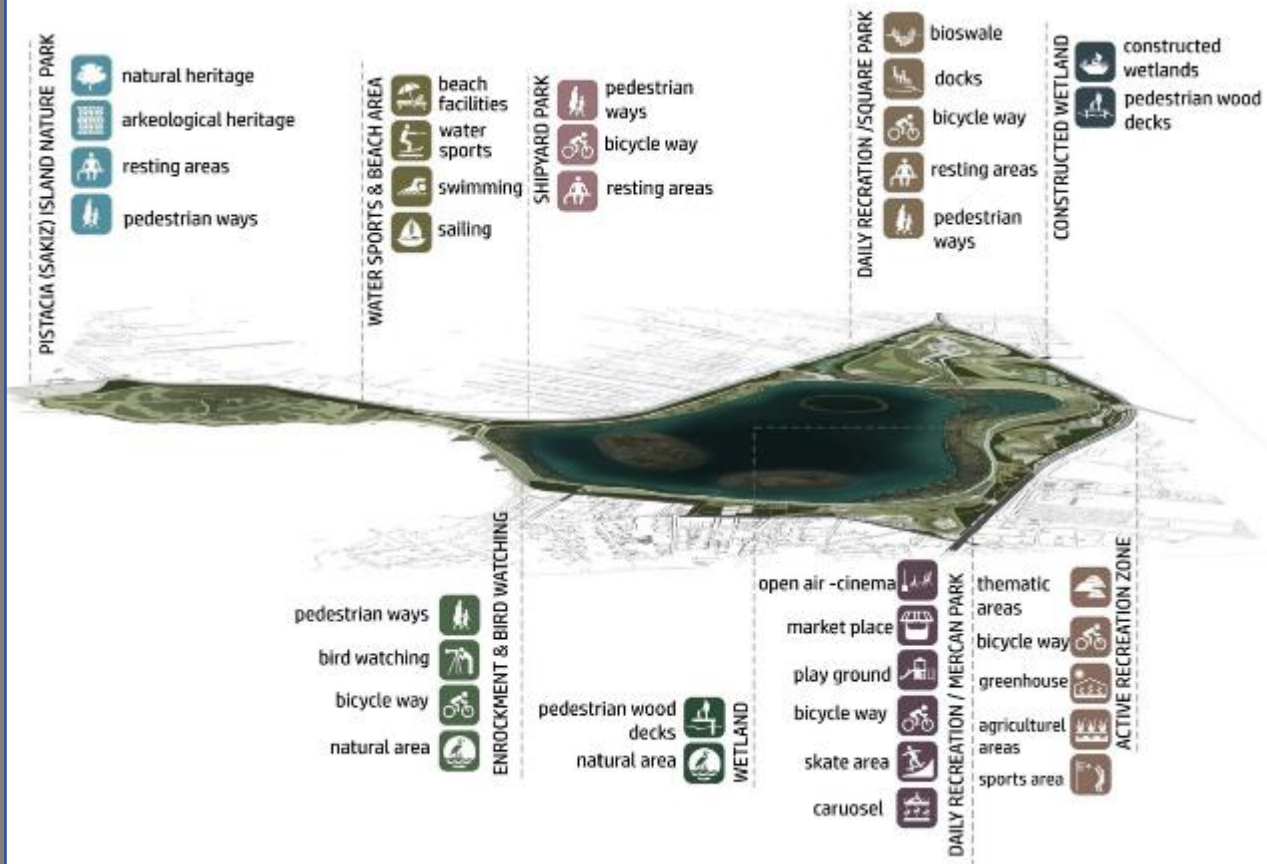 PISTACIA (SAKIZ) ISLAND NATURE PARK
natural heritage
arkeological heritage
resting areas
pedestrian ways
WATER SPORTS & BEACH AREA
beach
facilities
water
sports
swimming
sailing
SHIPYARD PARK
pedestrian
ways
bicycle way
resting areas
DAILY RECRATION /SQUARE PARK
bioswale
docks
bicycle way
resting areas
pedestrian
ways
CONSTRUCTED WETLAND
constructed
wetlands
pedestrian wood
decks
pedestrian ways
bird watching
bicycle way
natural area
ENROCKMENT & BIRD WATCHING
pedestrian wood
decks
natural area
WETLAND
open air -cinema
market place
play ground
bicycle way
skate area
caruosel
DAILY RECREATION / MERCAN PARK
thematic
areas
bicycle way
greenhouse
agriculturel
areas
sports area
ACTIVE RECREATION ZONE